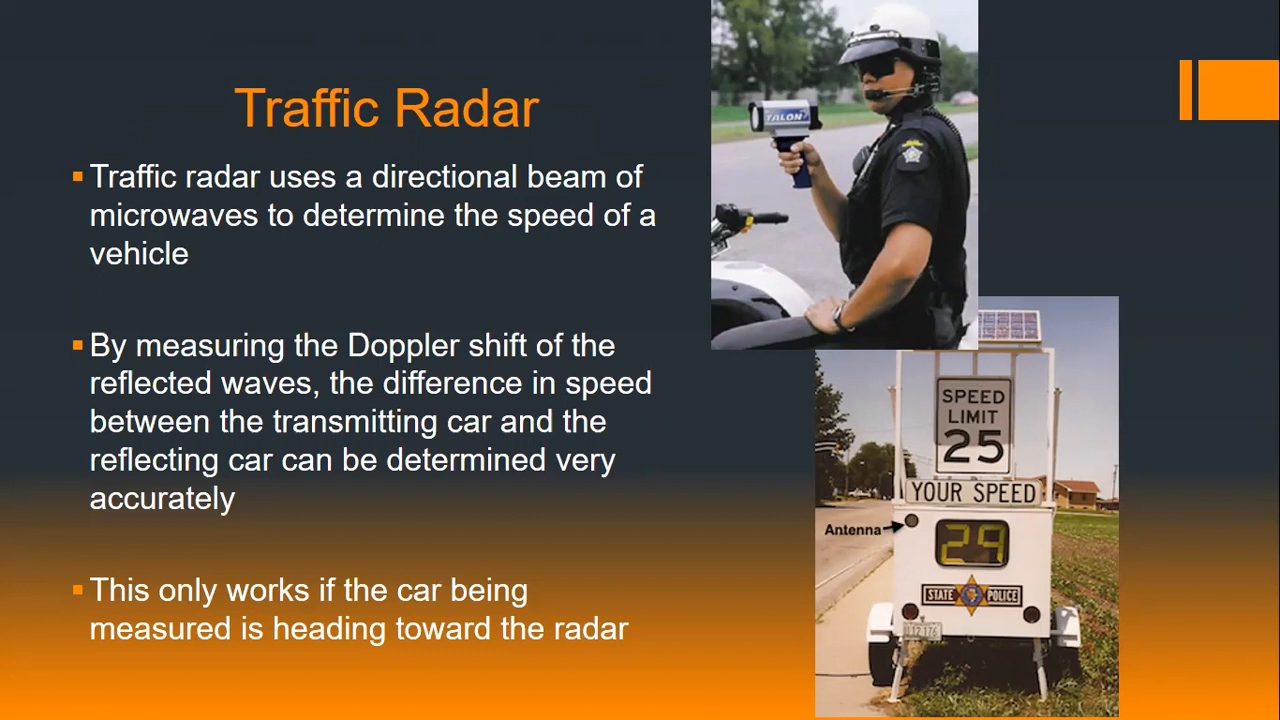 Traffic Radar
Traffic radar uses a directional beam of
microwaves to determine the speed of a
vehicle
By measuring the Doppler shift of the
reflected waves, the difference in speed
between the transmitting car and the
reflecting car can be determined very
accurately
This only works if the car being
measured is heading toward the radar
TALON
SPEED
LIMIT
25
YOUR SPEED
Antenna
29
STATE POLICE